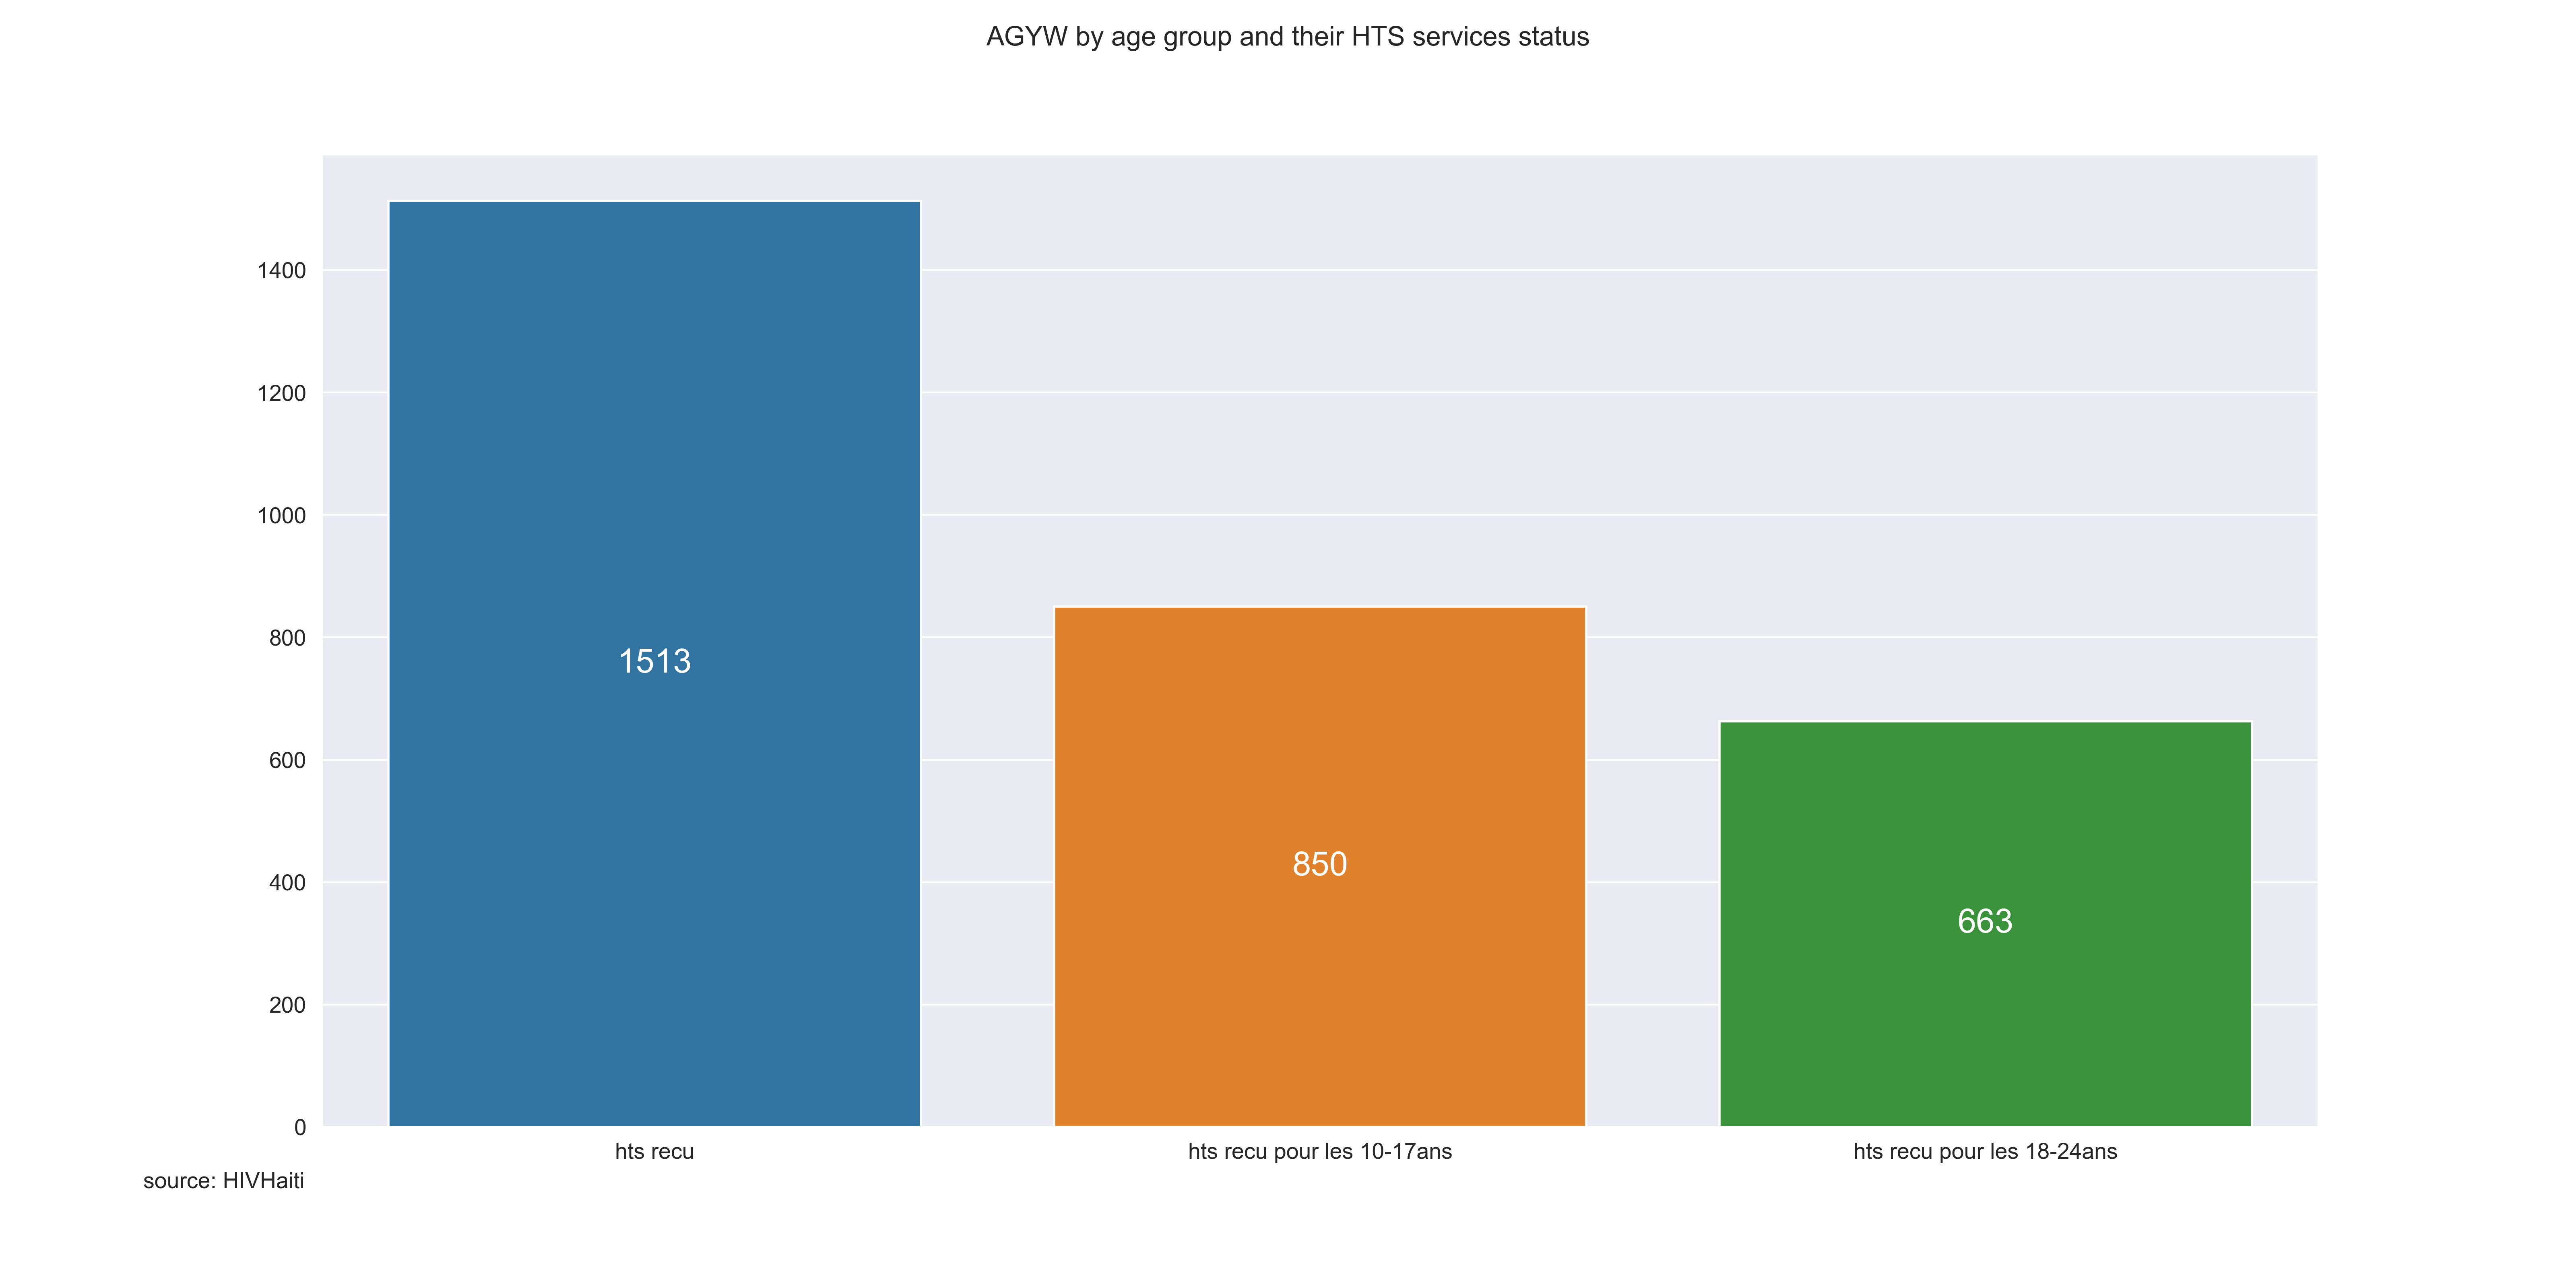 AGYW by age group and their HTS services status
1400
1200
1000
800
600
400
200
0
1513
850
663
hts recu
hts recu pour les 10-17ans
hts recu pour les 18-24ans
source: HIVHaiti